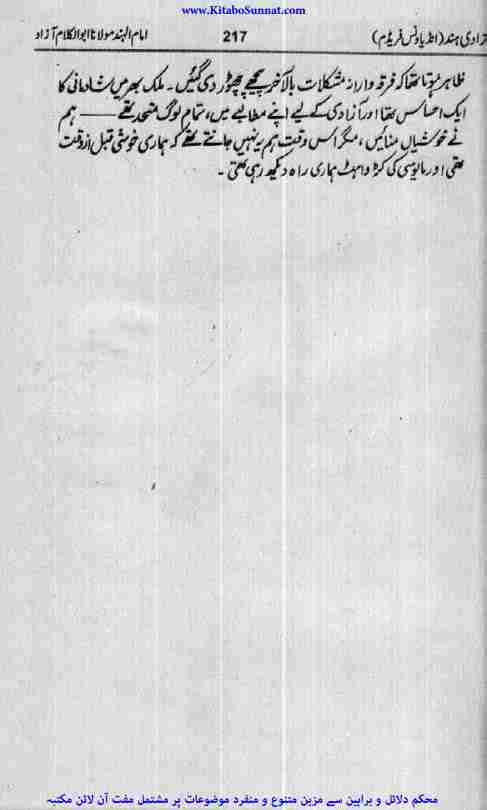 www.KitaboSunnat.com
آزادی ہند (انڈیا ونس فریڈم) 217 امام الہند مولانا ابوالکلام آزاد
ظاہر ہوتا تھا کہ فرقہ وارانہ مشکلات بالآخر پیچھے چھوڑ دی گئیں۔ ملک بھر میں شادمانی کا
ایک احساس تھا اور آزادی کے لیے اپنے مطالبے میں، تمام لوگ متحد تھے —— ہم
نے خوشیاں منائیں، مگر اس وقت ہم یہ نہیں جانتے تھے کہ ہماری خوشی قبل از وقت
تھی اور مایوسی کی کڑواہٹ ہماری راہ دیکھ رہی تھی۔
محکم دلائل و براہین سے مزین متنوع و منفرد موضوعات پر مشتمل مفت آن لائن مکتبہ